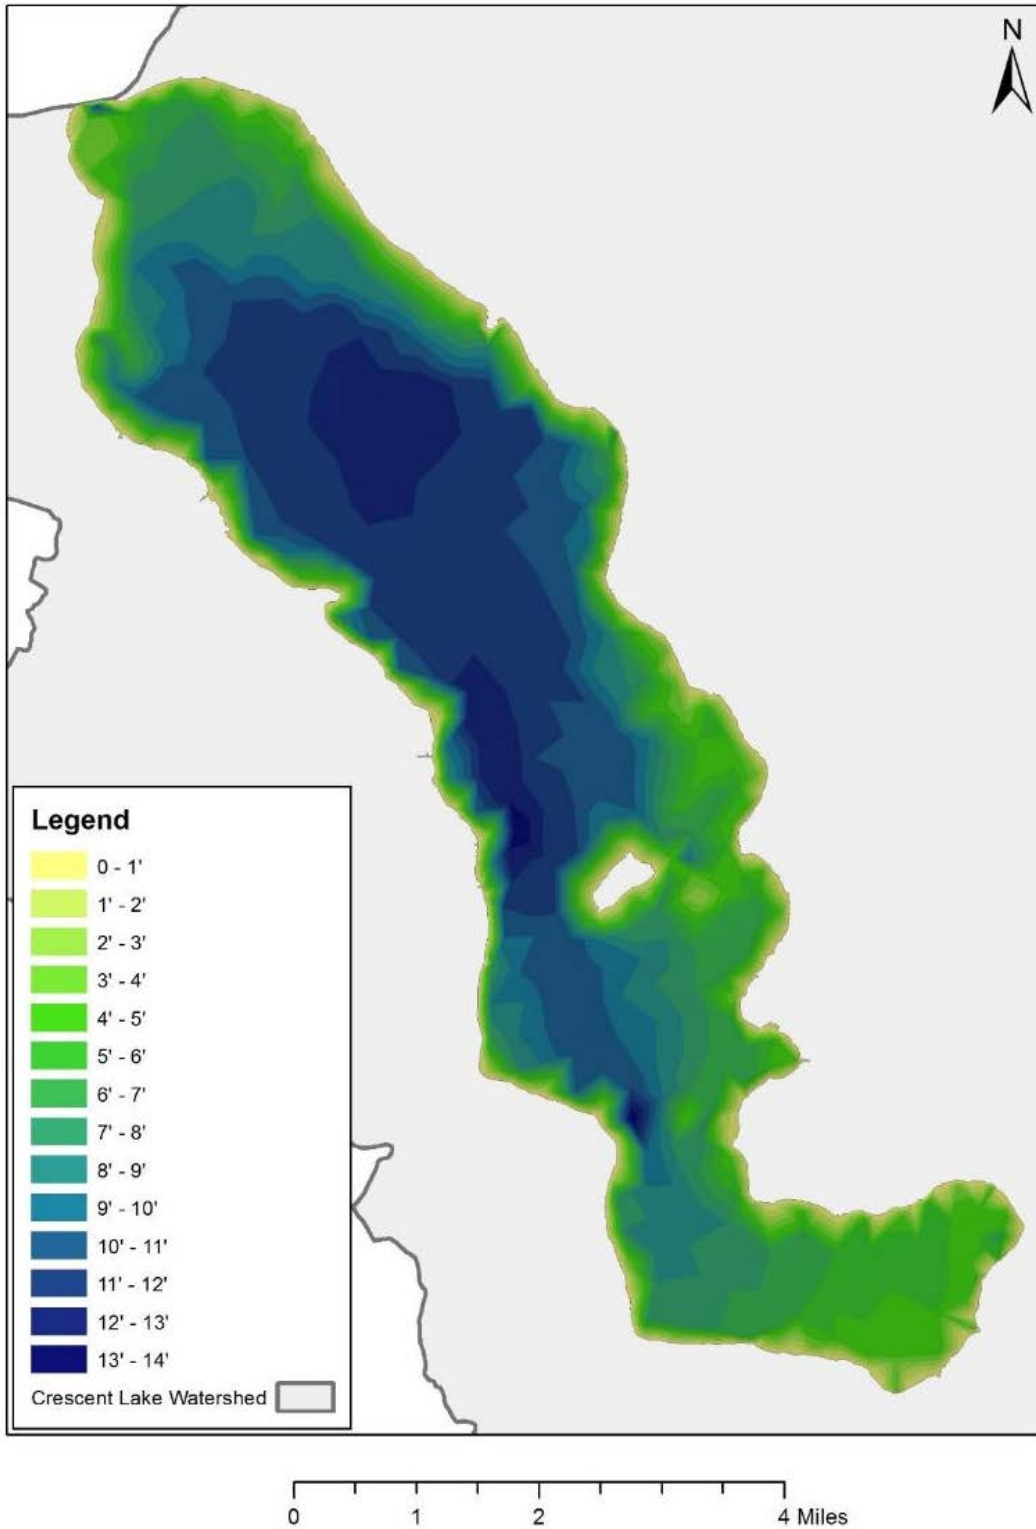 N
Legend
0 - 1'
1' - 2'
2' - 3'
3' - 4'
4' - 5'
5' - 6'
6' - 7'
7' - 8'
8' - 9'
9' - 10'
10' - 11'
11' - 12'
12' - 13'
13' - 14'
Crescent Lake Watershed
0 1 2 4 Miles